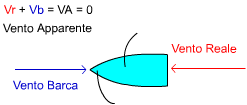 Vr + Vb = VA = 0
Vento Apparente
Vento Reale
Vento Barca